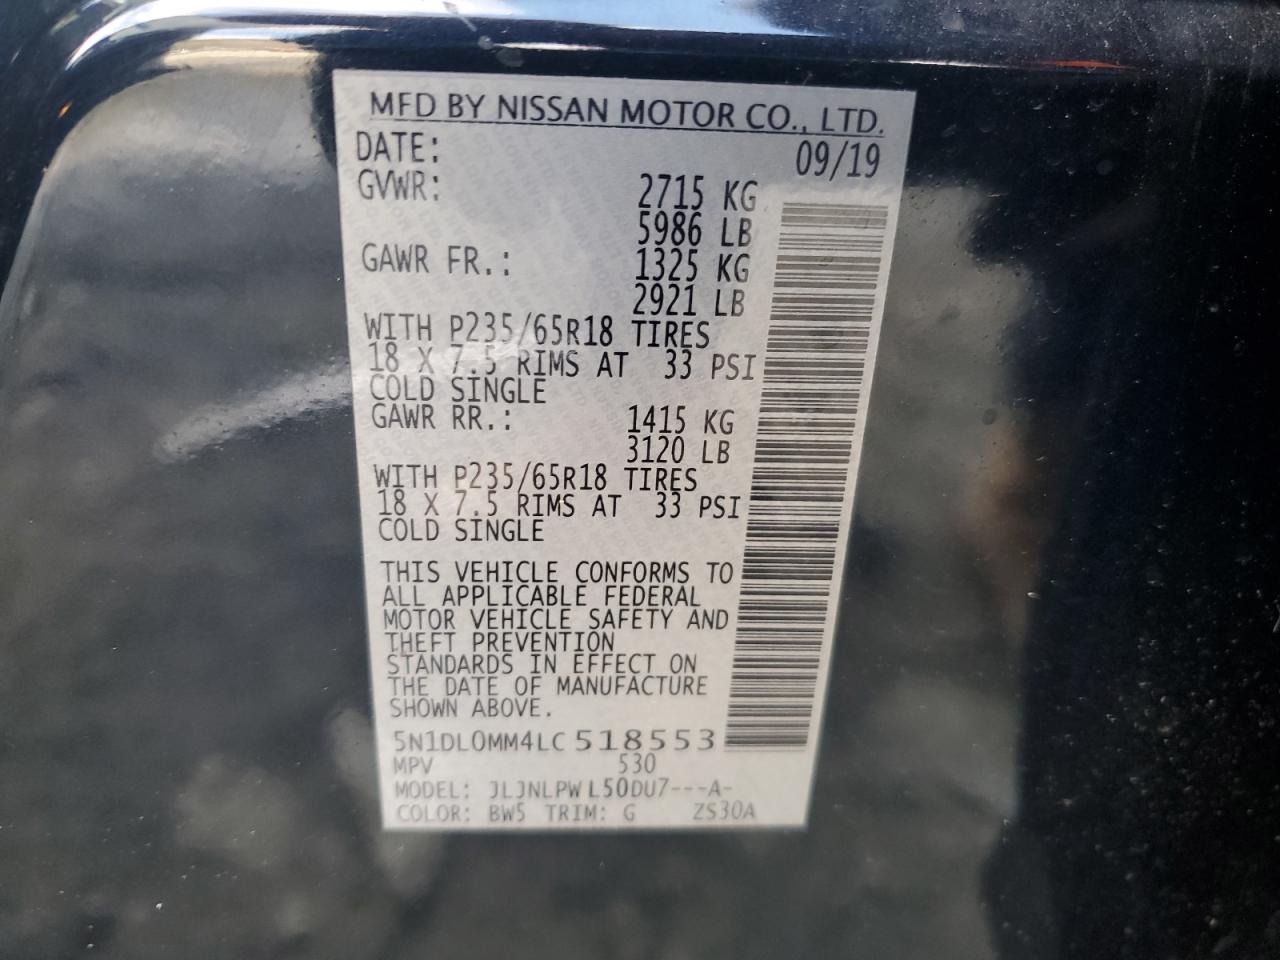 MFD BY NISSAN MOTOR CO., LTD.
DATE: 09/19
GVWR: 2715 KG
5986 LB
GAWR FR.: 1325 KG
2921 LB
WITH P235/65R18 TIRES
18 X 7.5 RIMS AT 33 PSI
COLD SINGLE
GAWR RR.: 1415 KG
3120 LB
WITH P235/65R18 TIRES
18 X 7.5 RIMS AT 33 PSI
COLD SINGLE
THIS VEHICLE CONFORMS TO
ALL APPLICABLE FEDERAL
MOTOR VEHICLE SAFETY AND
THEFT PREVENTION
STANDARDS IN EFFECT ON
THE DATE OF MANUFACTURE
SHOWN ABOVE.
5N1DL0MM4LC 518553
MPV 530
MODEL: JLJNLPW L50DU7---A-
COLOR: BW5 TRIM: G ZS30A